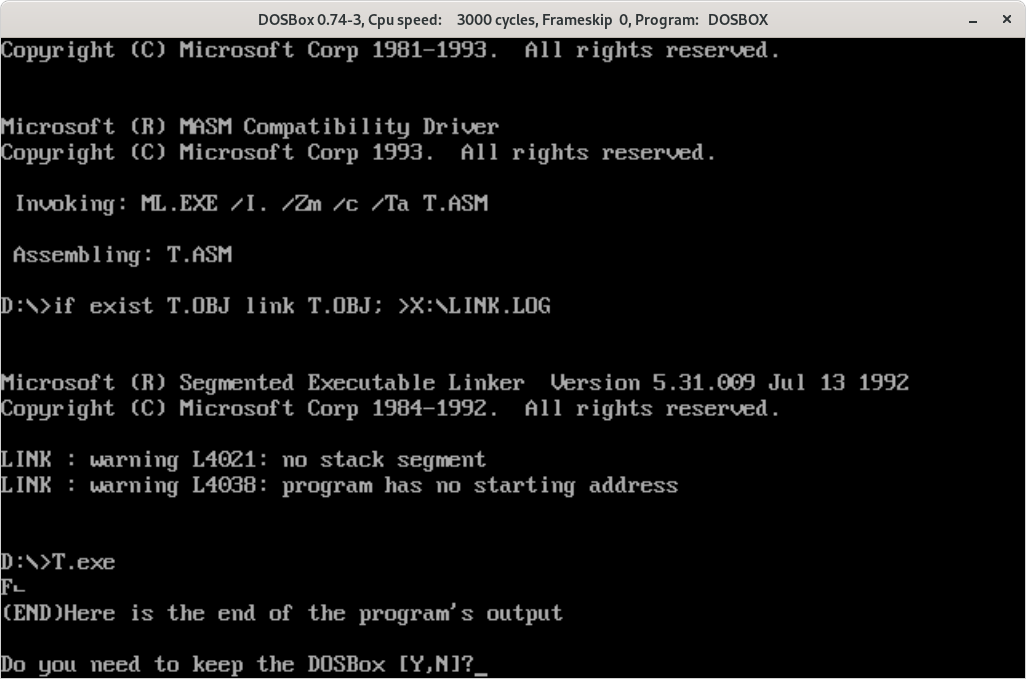 DOSBox 0.74-3, Cpu speed: 3000 cycles, Frameskip 0, Program: DOSBOX
Copyright (C) Microsoft Corp 1981-1993. All rights reserved.
Microsoft (R) MASM Compatibility Driver
Copyright (C) Microsoft Corp 1993. All rights reserved.
Invoking: ML.EXE /I. /Zm /c /Ta T.ASM
Assembling: T.ASM
D:\>if exist T.OBJ link T.OBJ; >X:\LINK.LOG
Microsoft (R) Segmented Executable Linker Version 5.31.009 Jul 13 1992
Copyright (C) Microsoft Corp 1984-1992. All rights reserved.
LINK : warning L4021: no stack segment
LINK : warning L4038: program has no starting address
D:\>T.exe
F∟
(END)Here is the end of the program's output
Do you need to keep the DOSBox [Y,N]?_